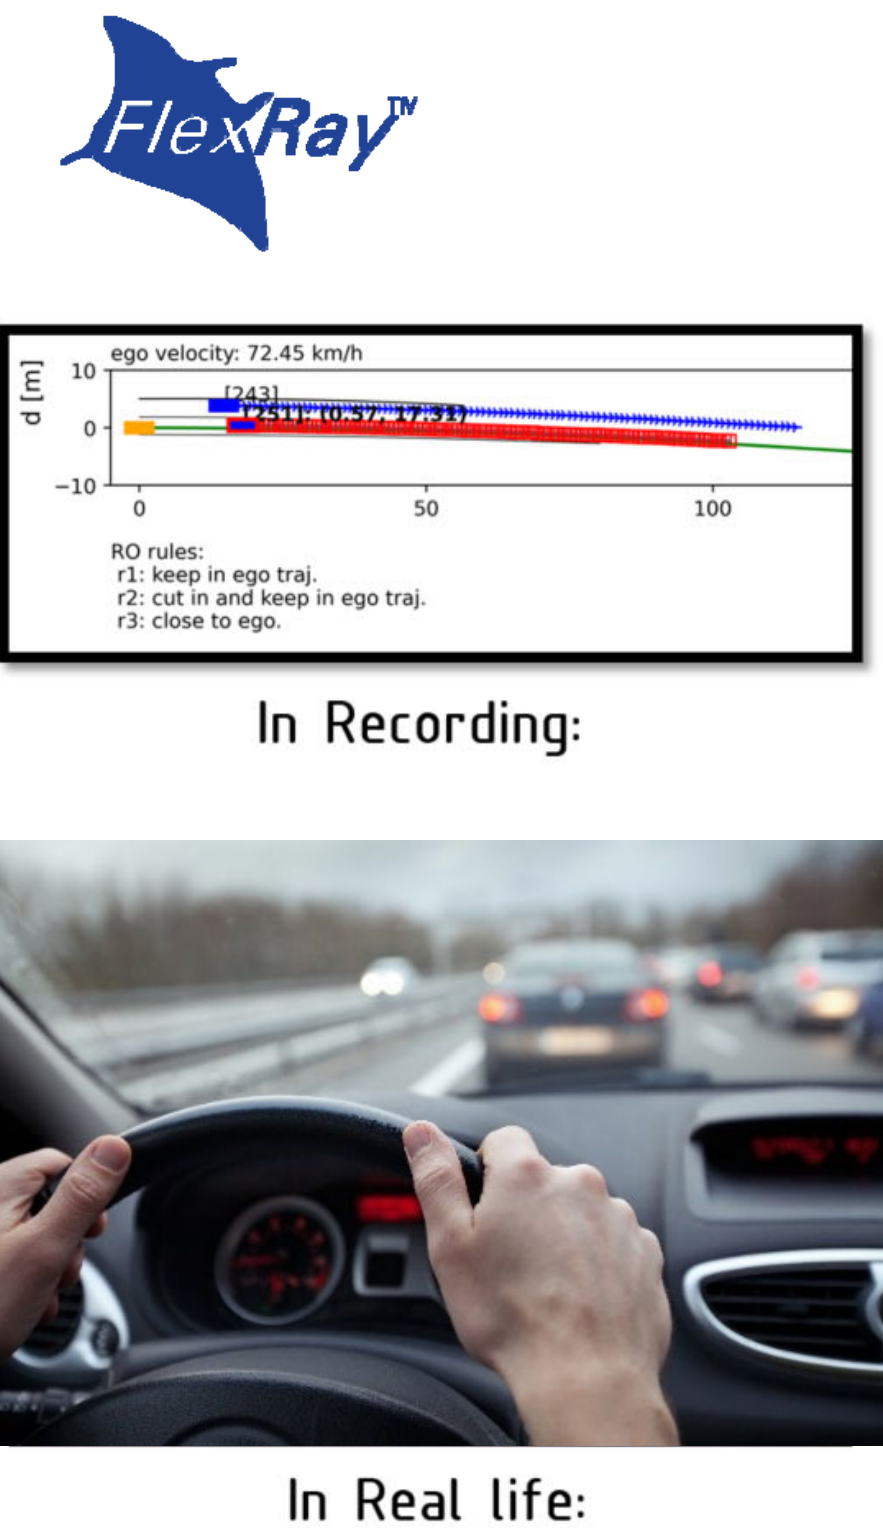 FlexRay™
ego velocity: 72.45 km/h
d [m]
10
[243]
[251]: (0.57, 17.31)
0
−10
0 50 100
RO rules:
r1: keep in ego traj.
r2: cut in and keep in ego traj.
r3: close to ego.
In Recording:
In Real life: